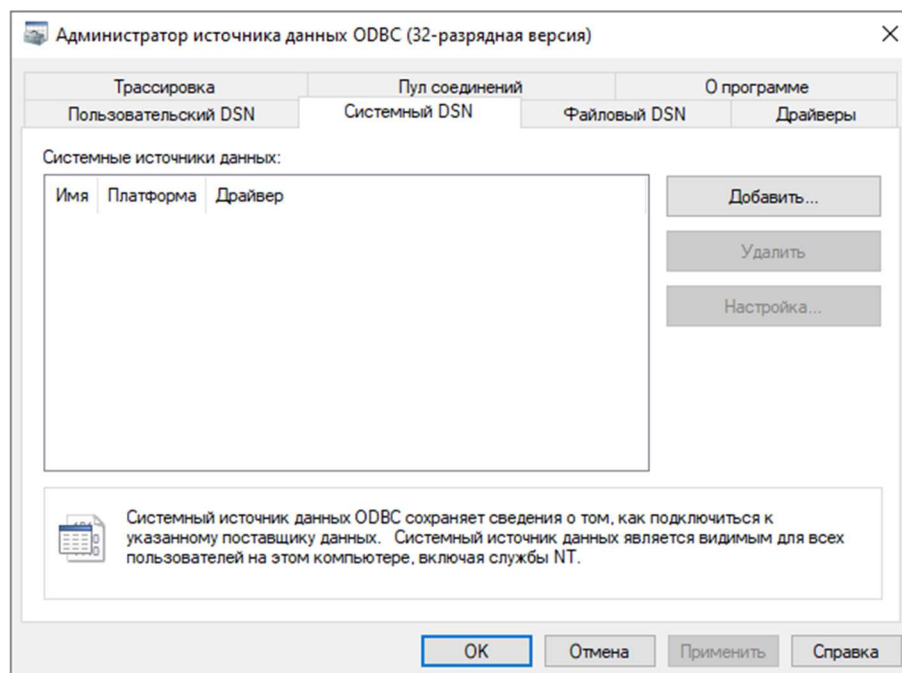 Администратор источника данных ODBC (32-разрядная версия)
Трассировка Пул соединений О программе
Пользовательский DSN Системный DSN Файловый DSN Драйверы
Системные источники данных:
Имя Платформа Драйвер
Добавить...
Удалить
Настройка...
Системный источник данных ODBC сохраняет сведения о том, как подключиться к
указанному поставщику данных. Системный источник данных является видимым для всех
пользователей на этом компьютере, включая службы NT.
OK Отмена Применить Справка